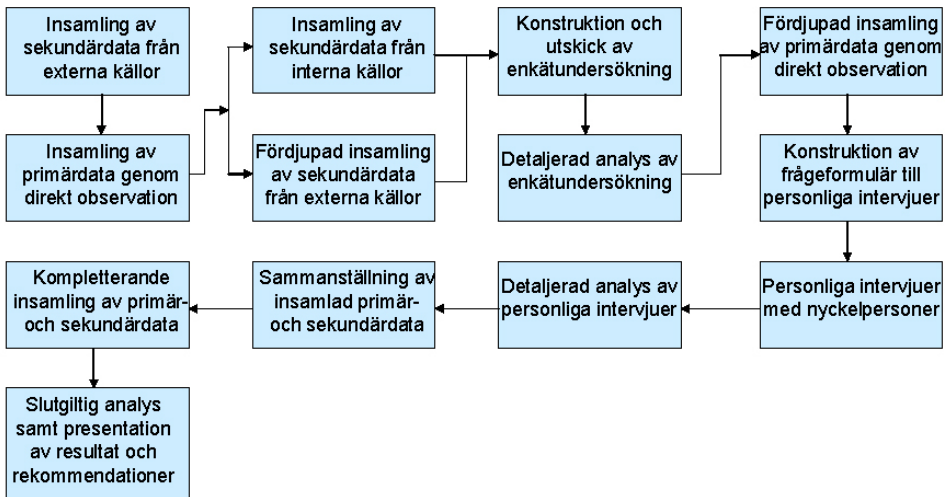 Insamling av
sekundärdata från
externa källor
Insamling av
primärdata genom
direkt observation
Insamling av
sekundärdata från
interna källor
Fördjupad insamling
av sekundärdata
från externa källor
Konstruktion och
utskick av
enkätundersökning
Detaljerad analys av
enkätundersökning
Fördjupad insamling
av primärdata genom
direkt observation
Konstruktion av
frågeformulär till
personliga intervjuer
Personliga intervjuer
med nyckelpersoner
Detaljerad analys av
personliga intervjuer
Sammanställning av
insamlad primär-
och sekundärdata
Kompletterande
insamling av primär-
och sekundärdata
Slutgiltig analys
samt presentation
av resultat och
rekommendationer